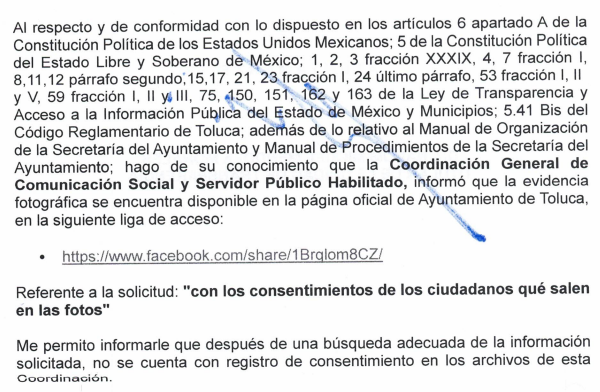 Al respecto y de conformidad con lo dispuesto en los artículos 6 apartado A de la
Constitución Política de los Estados Unidos Mexicanos; 5 de la Constitución Política
del Estado Libre y Soberano de México; 1, 2, 3 fracción XXXIX, 4, 7 fracción I,
8,11,12 párrafo segundo,15,17, 21, 23 fracción I, 24 último párrafo, 53 fracción I, II
y V, 59 fracción I, II y III, 75, 150, 151, 162 y 163 de la Ley de Transparencia y
Acceso a la Información Pública del Estado de México y Municipios; 5.41 Bis del
Código Reglamentario de Toluca; además de lo relativo al Manual de Organización
de la Secretaría del Ayuntamiento y Manual de Procedimientos de la Secretaría del
Ayuntamiento; hago de su conocimiento que la Coordinación General de
Comunicación Social y Servidor Público Habilitado, informó que la evidencia
fotográfica se encuentra disponible en la página oficial de Ayuntamiento de Toluca,
en la siguiente liga de acceso:
• https://www.facebook.com/share/1Brqlom8CZ/
Referente a la solicitud: "con los consentimientos de los ciudadanos qué salen
en las fotos"
Me permito informarle que después de una búsqueda adecuada de la información
solicitada, no se cuenta con registro de consentimiento en los archivos de esta
Coordinación.